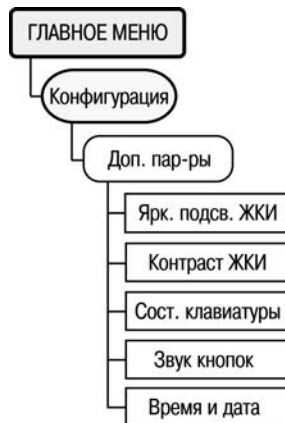 ГЛАВНОЕ МЕНЮ
Конфигурация
Доп. пар-ры
Ярк. подсв. ЖКИ
Контраст ЖКИ
Сост. клавиатуры
Звук кнопок
Время и дата